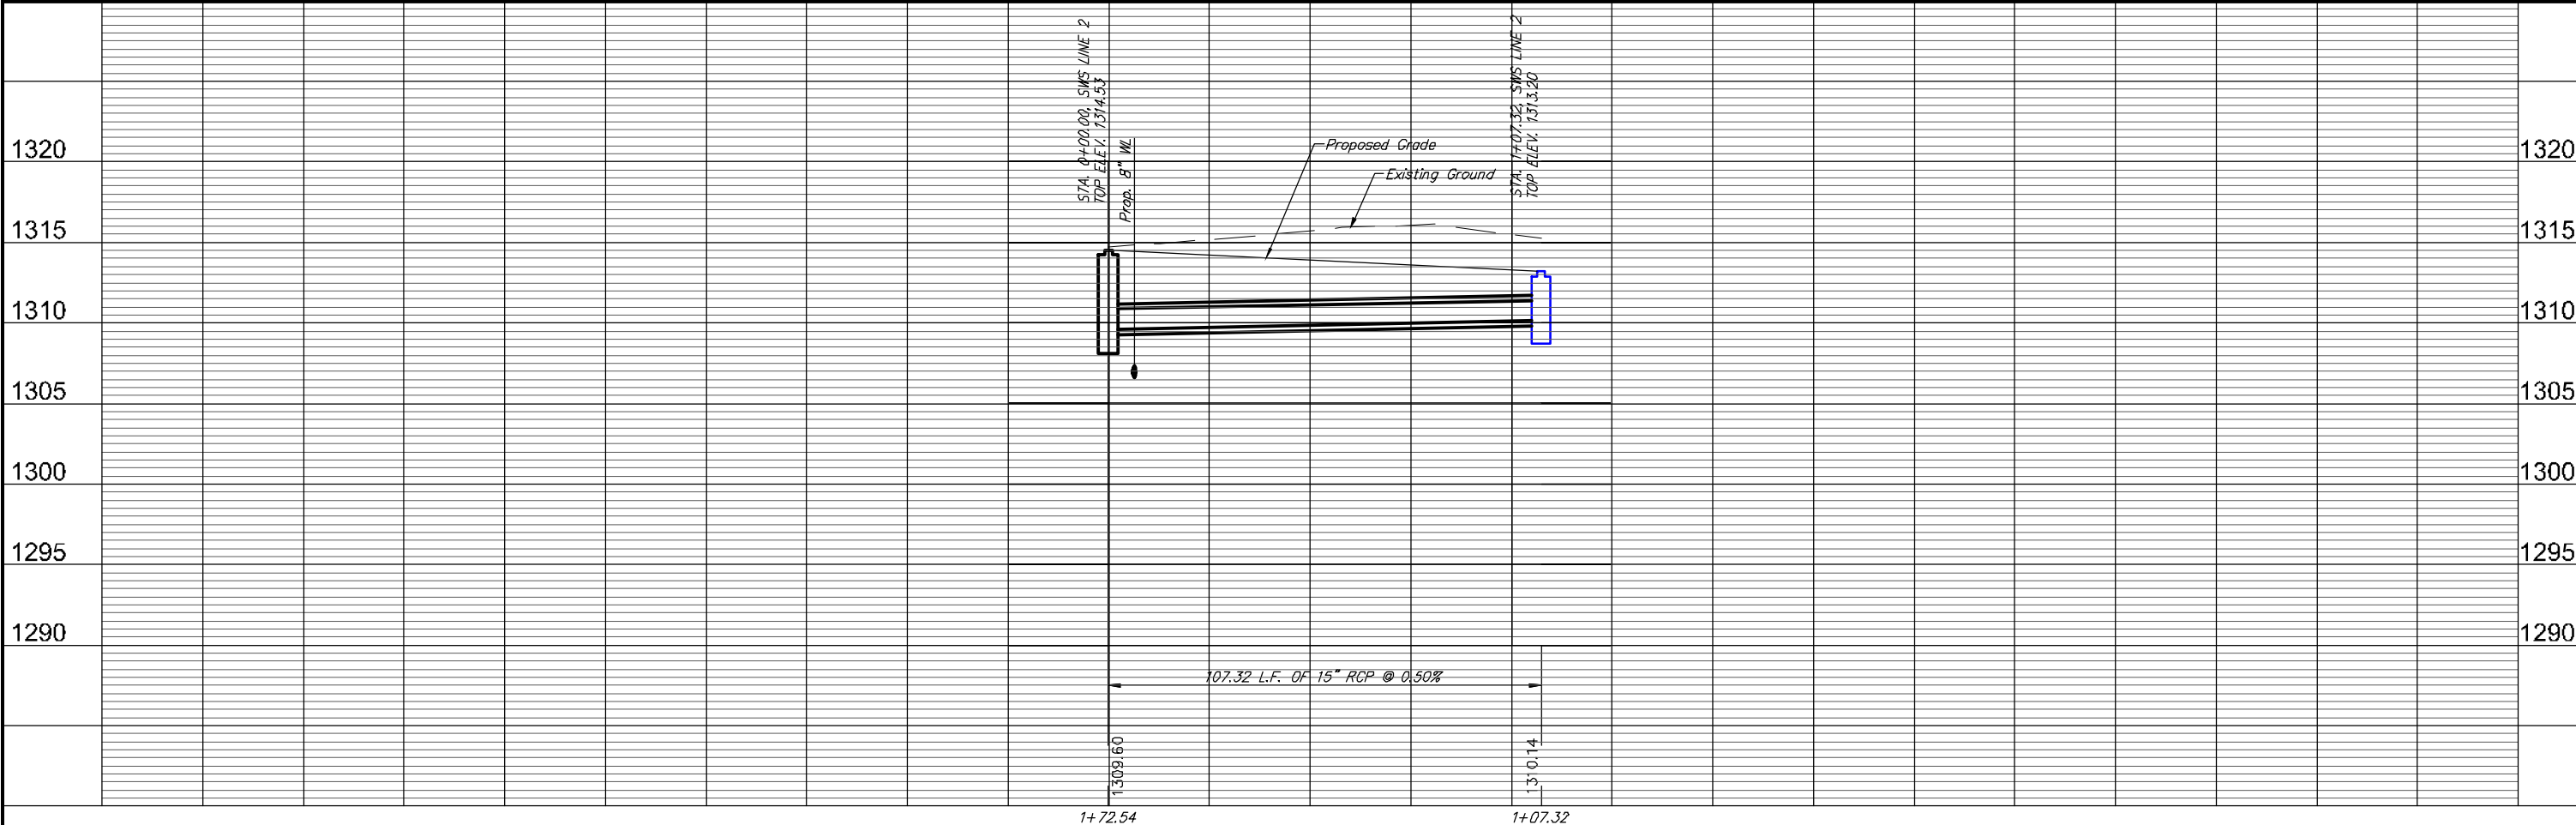 STA. 0+00.00, SWS LINE 2
TOP ELEV. 1314.53
Prop. 8" WL
STA. 1+07.32, SWS LINE 2
TOP ELEV. 1313.20
Proposed Grade
Existing Ground
1320
1320
1315
1315
1310
1310
1305
1305
1300
1300
1295
1295
1290
1290
107.32 L.F. OF 15" RCP @ 0.50%
1309.60
1310.14
1+72.54
1+07.32